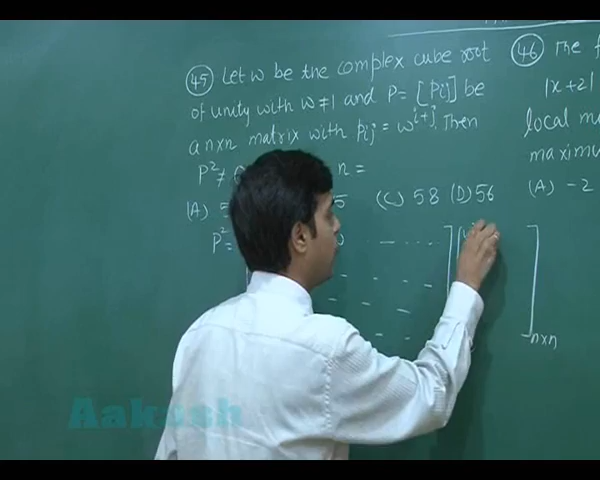 45 Let ω be the complex cube root
of unity with ω ≠ 1 and P = [Pij] be
a n×n matrix with pij = ω^i+j. Then
P² ≠ n =
(A) 5 (C) 58 (D) 56
P² =
n×n
46 The
|x+2|
local
(A) -2
Aakash